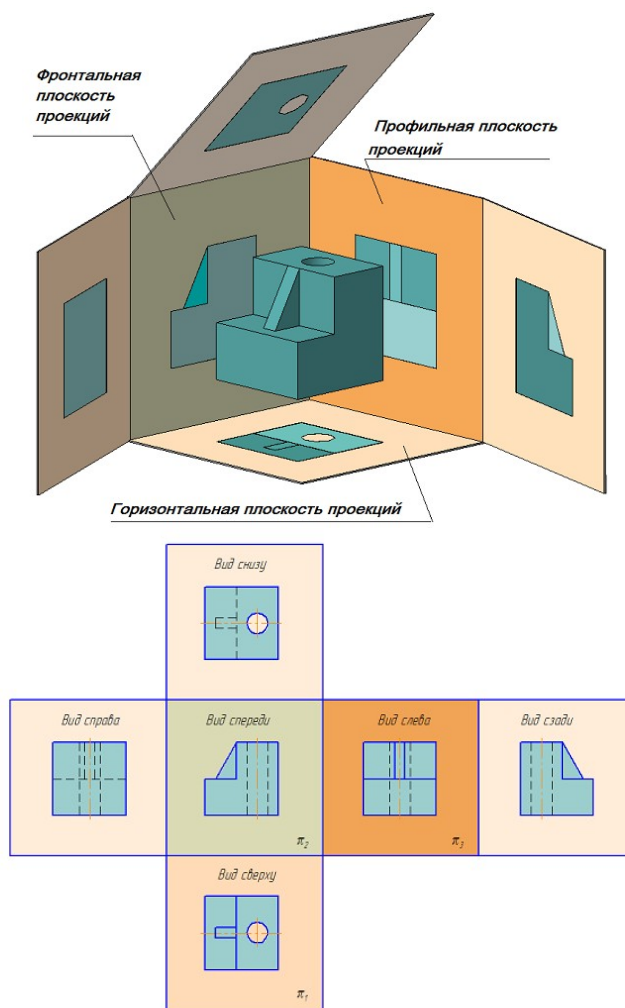 Фронтальная
плоскость
проекций
Профильная плоскость
проекций
Горизонтальная плоскость проекций
Вид снизу
Вид справа
Вид спереди
Вид слева
Вид сзади
π₂
π₃
Вид сверху
π₁